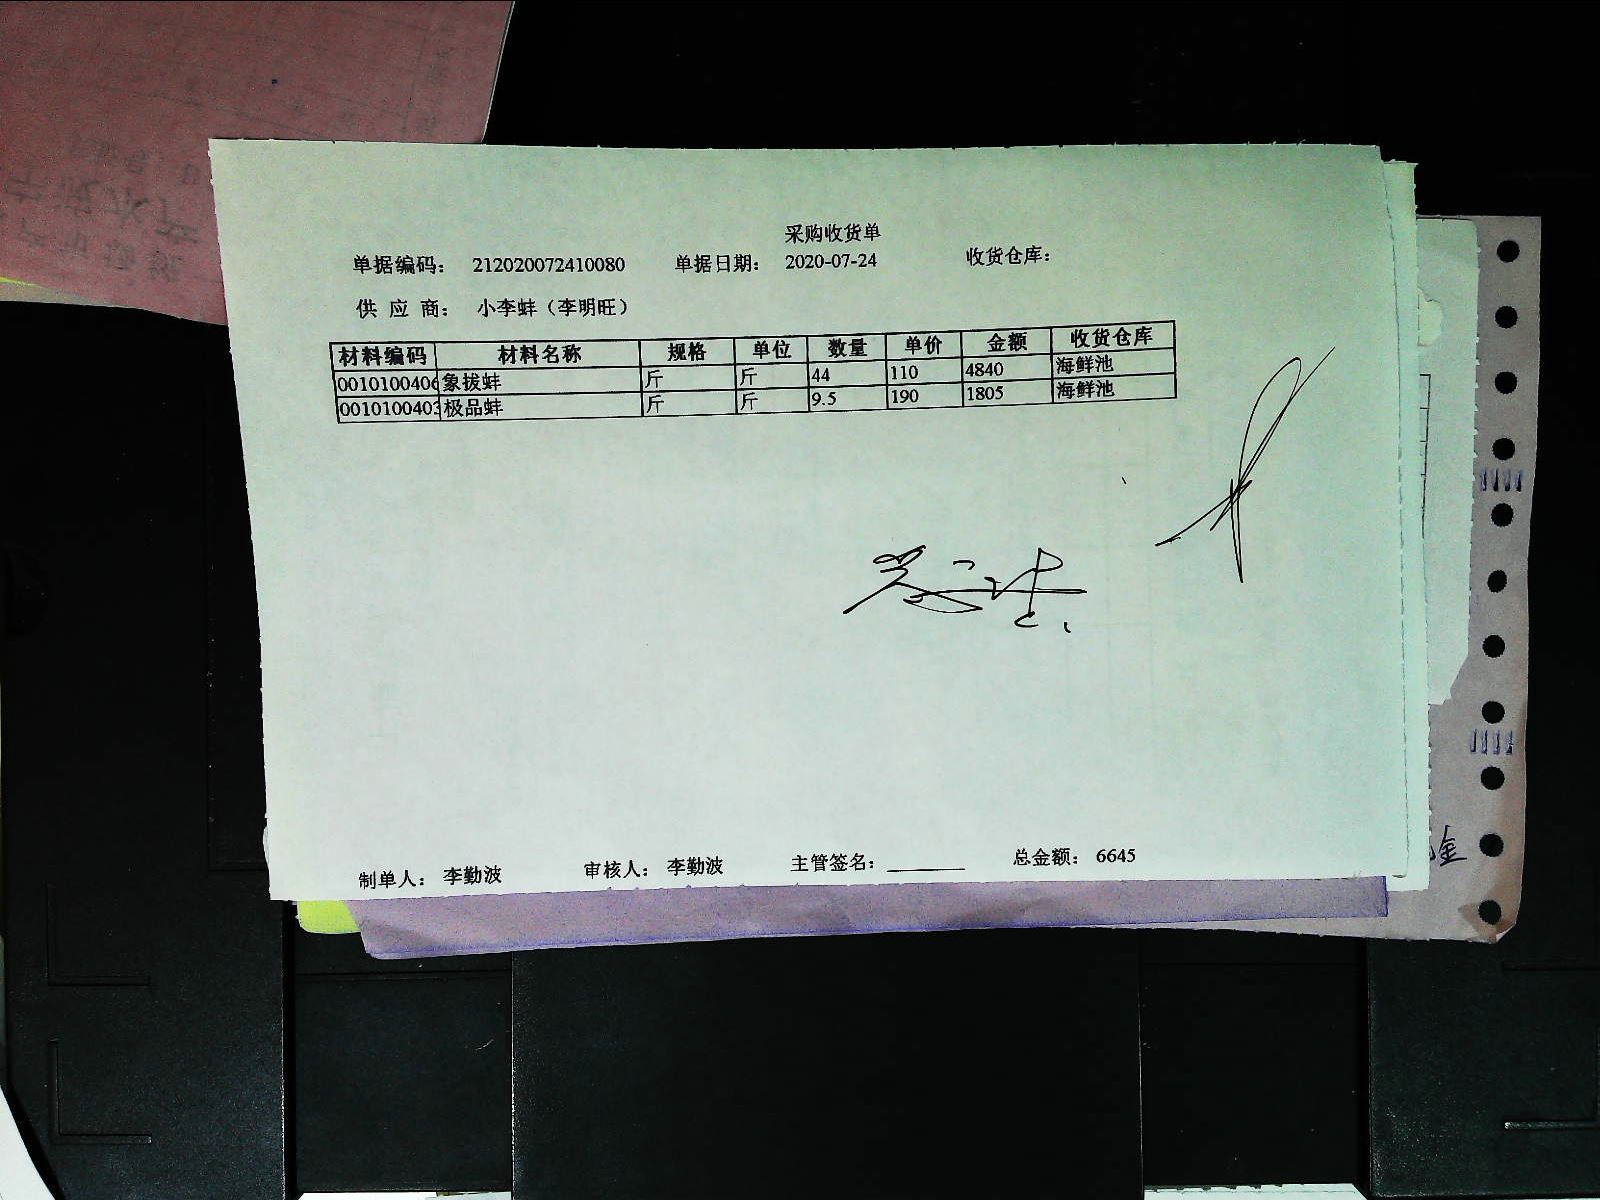 采购收货单
单据编码： 212020072410080 单据日期： 2020-07-24 收货仓库：
供 应 商： 小李蚌（李明旺）
材料编码 材料名称 规格 单位 数量 单价 金额 收货仓库
001010040 象拔蚌 斤 斤 44 110 4840 海鲜池
0010100403 极品蚌 斤 斤 9.5 190 1805 海鲜池
制单人： 李勤波 审核人： 李勤波 主管签名： 总金额： 6645
金